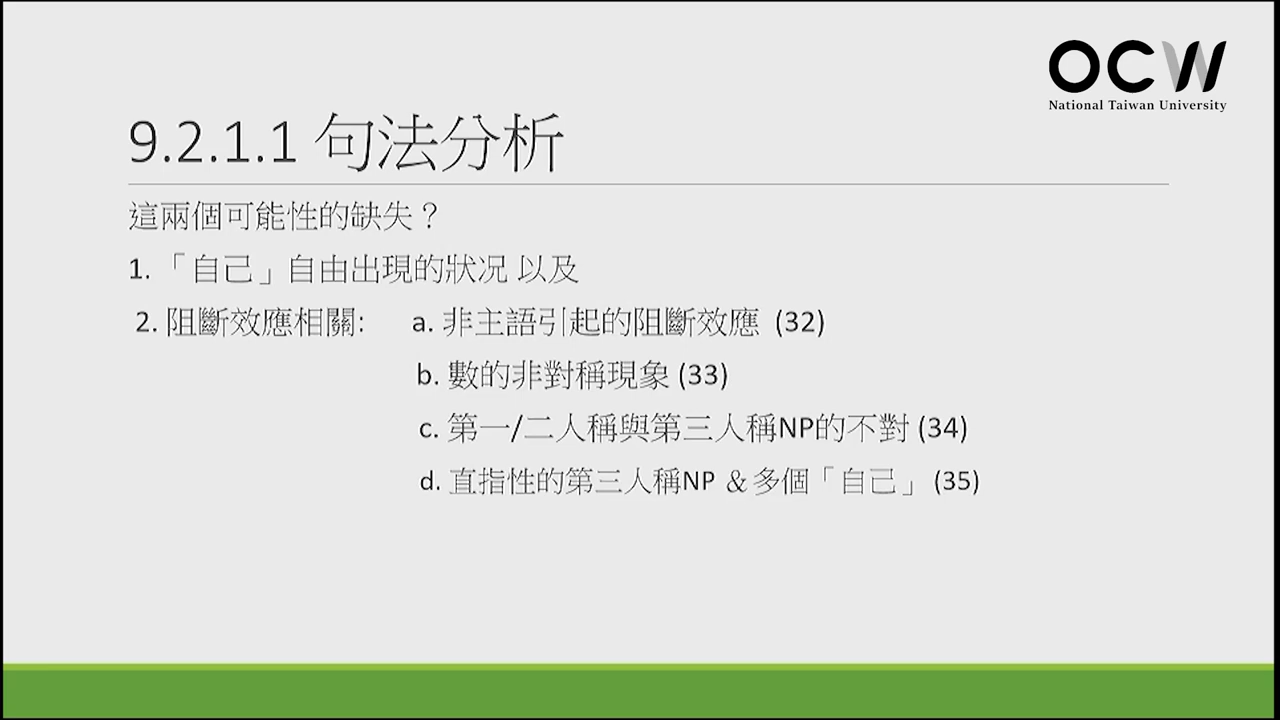 OCW
National Taiwan University
9.2.1.1 句法分析
這兩個可能性的缺失？
1. 「自己」自由出現的狀況 以及
2. 阻斷效應相關: a. 非主語引起的阻斷效應 (32)
b. 數的非對稱現象 (33)
c. 第一/二人稱與第三人稱NP的不對 (34)
d. 直指性的第三人稱NP ＆多個「自己」 (35)